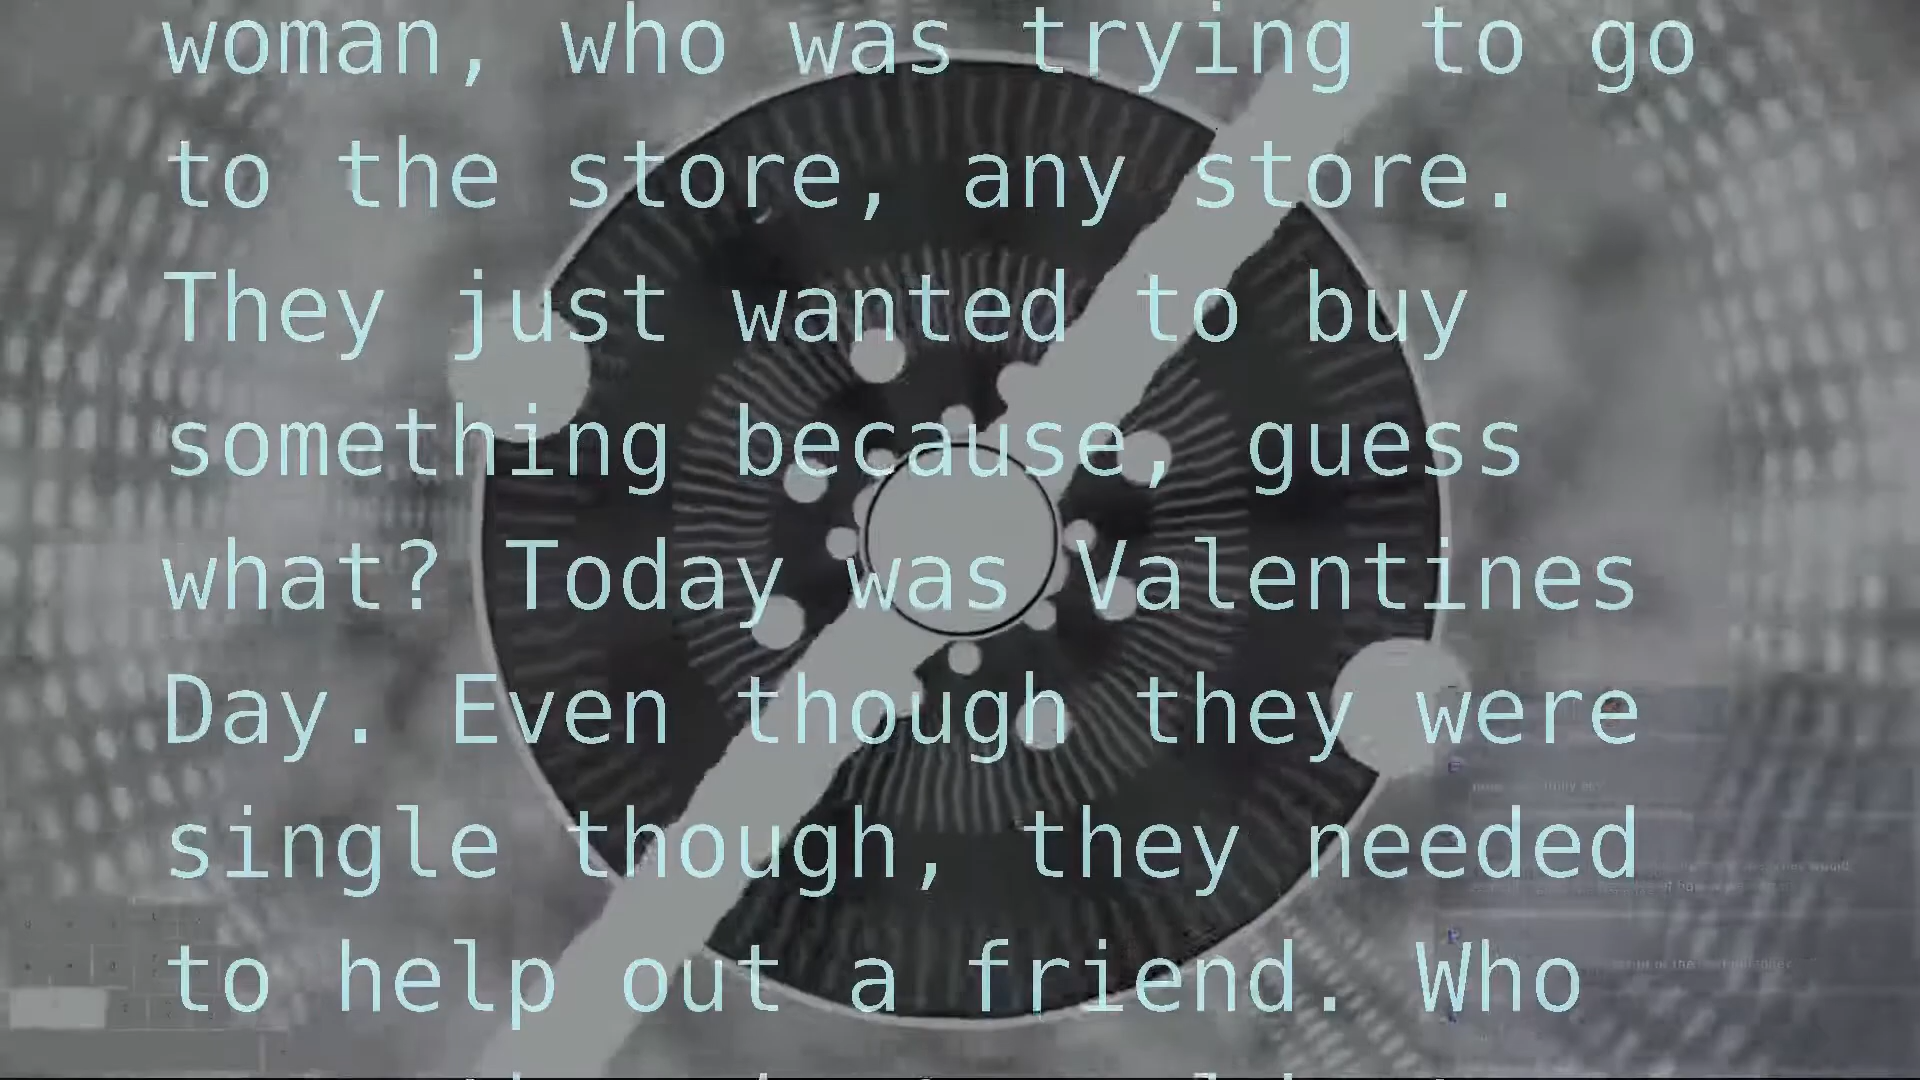 woman, who was trying to go
to the store, any store.
They just wanted to buy
something because, guess
what? Today was Valentines
Day. Even though they were
single though, they needed
to help out a friend. Who